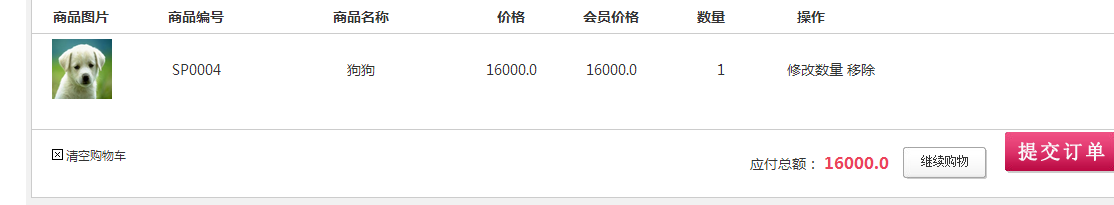 商品图片 商品编号 商品名称 价格 会员价格 数量 操作
SP0004 狗狗 16000.0 16000.0 1 修改数量 移除
清空购物车
应付总额： 16000.0 继续购物 提交订单